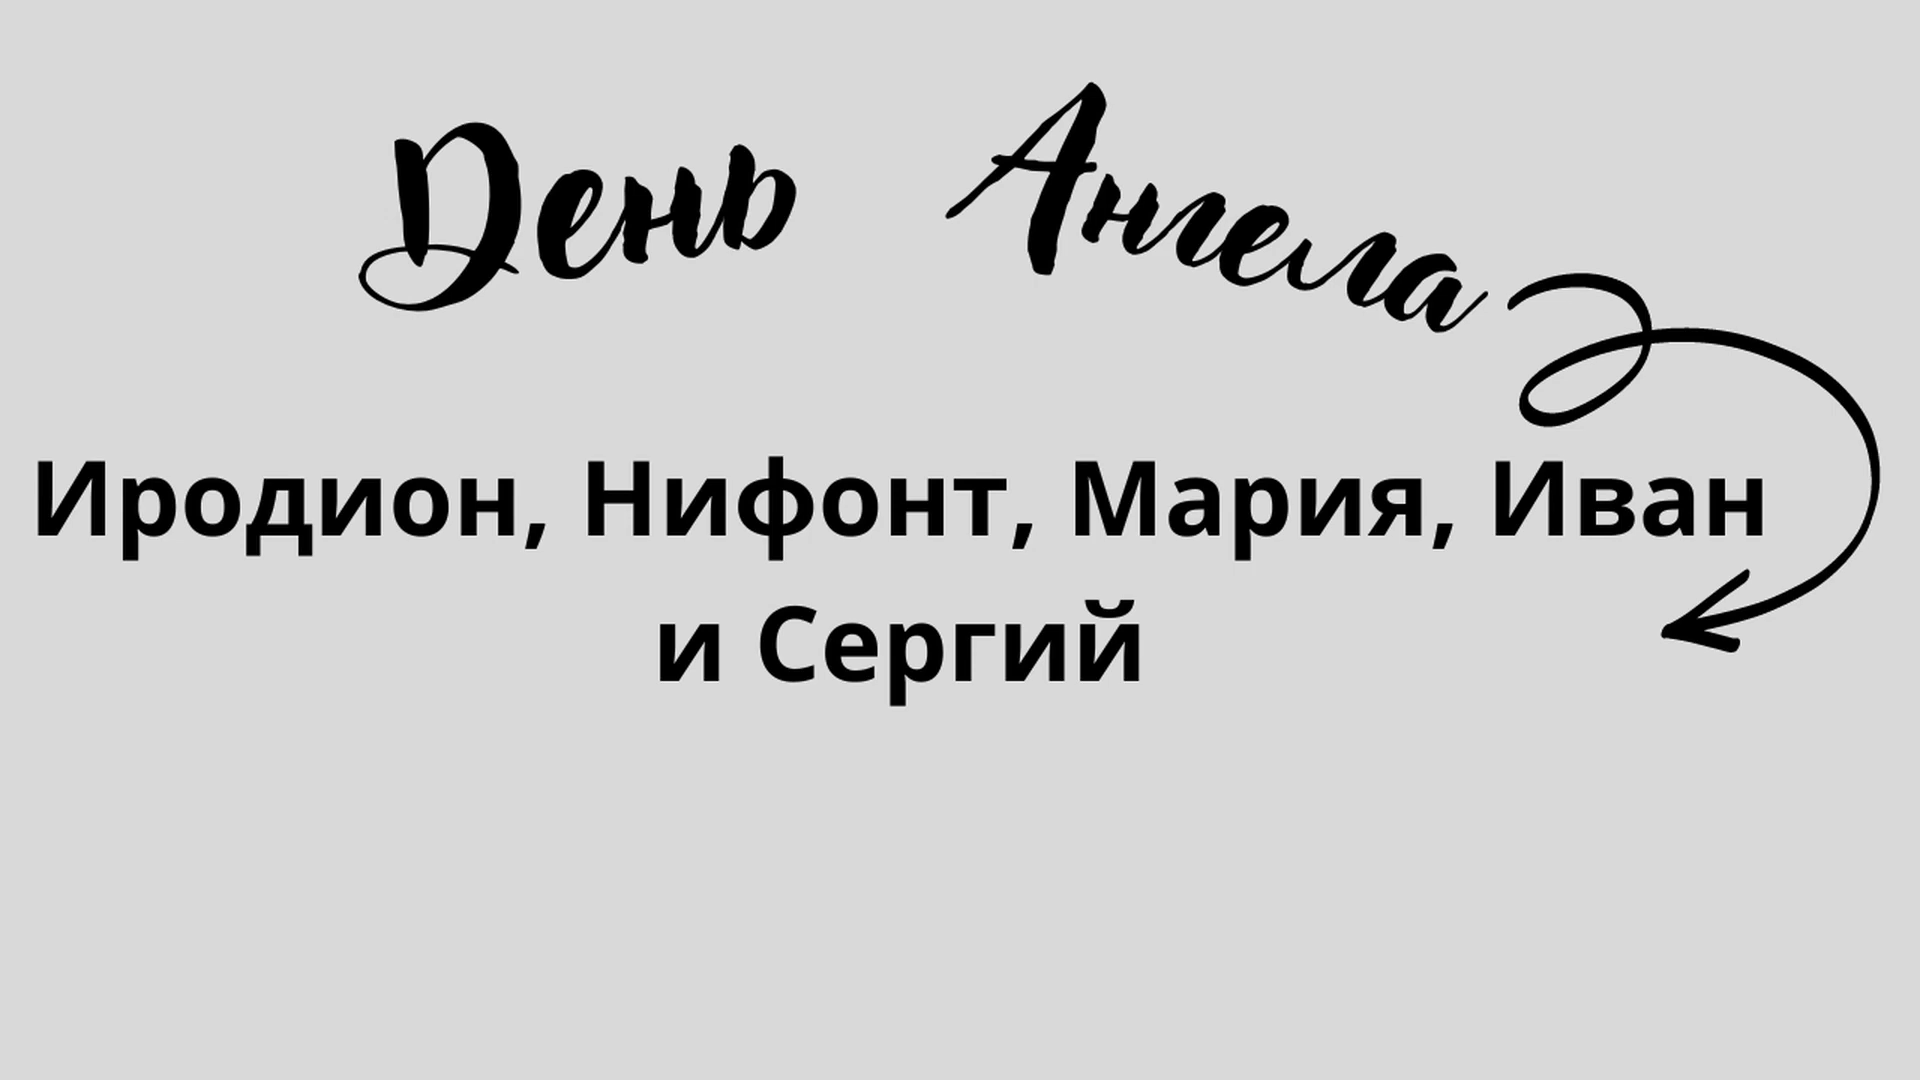 День Ангела
Иродион, Нифонт, Мария, Иван
и Сергий